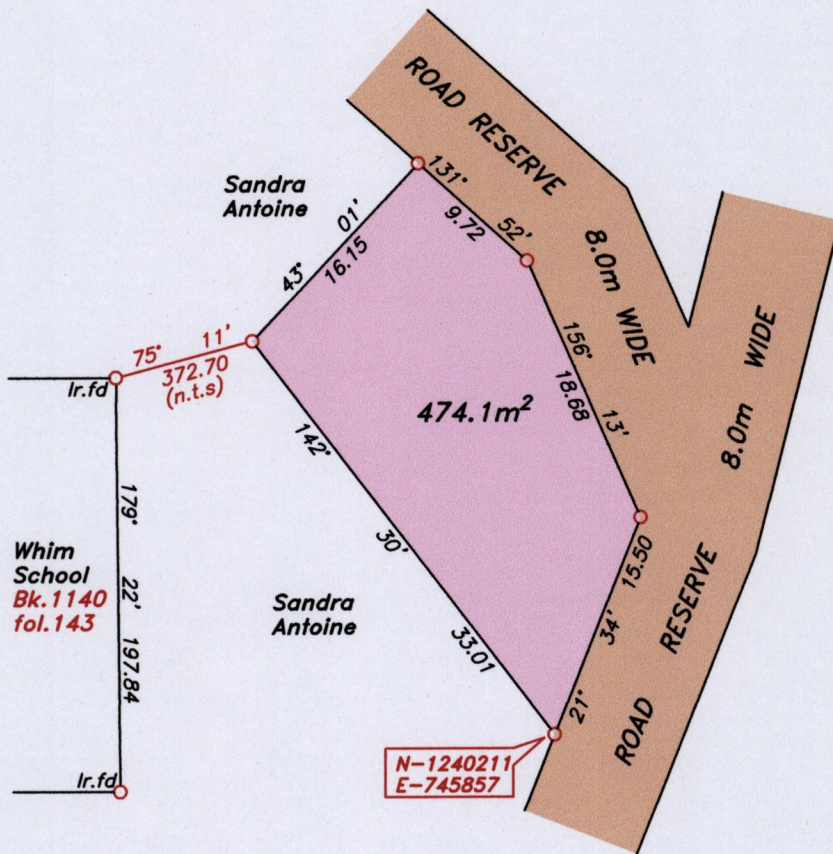 ROAD RESERVE
8.0m WIDE
131° 52'
9.72
Sandra
Antoine
43° 01'
16.15
75° 11'
372.70
(n.t.s)
Ir.fd
156° 13'
18.68
8.0m WIDE
474.1m²
142° 30'
33.01
179° 22' 197.84
Whim
School
Bk.1140
fol.143
Sandra
Antoine
15.50
21° 34'
ROAD RESERVE
N-1240211
E-745857
Ir.fd